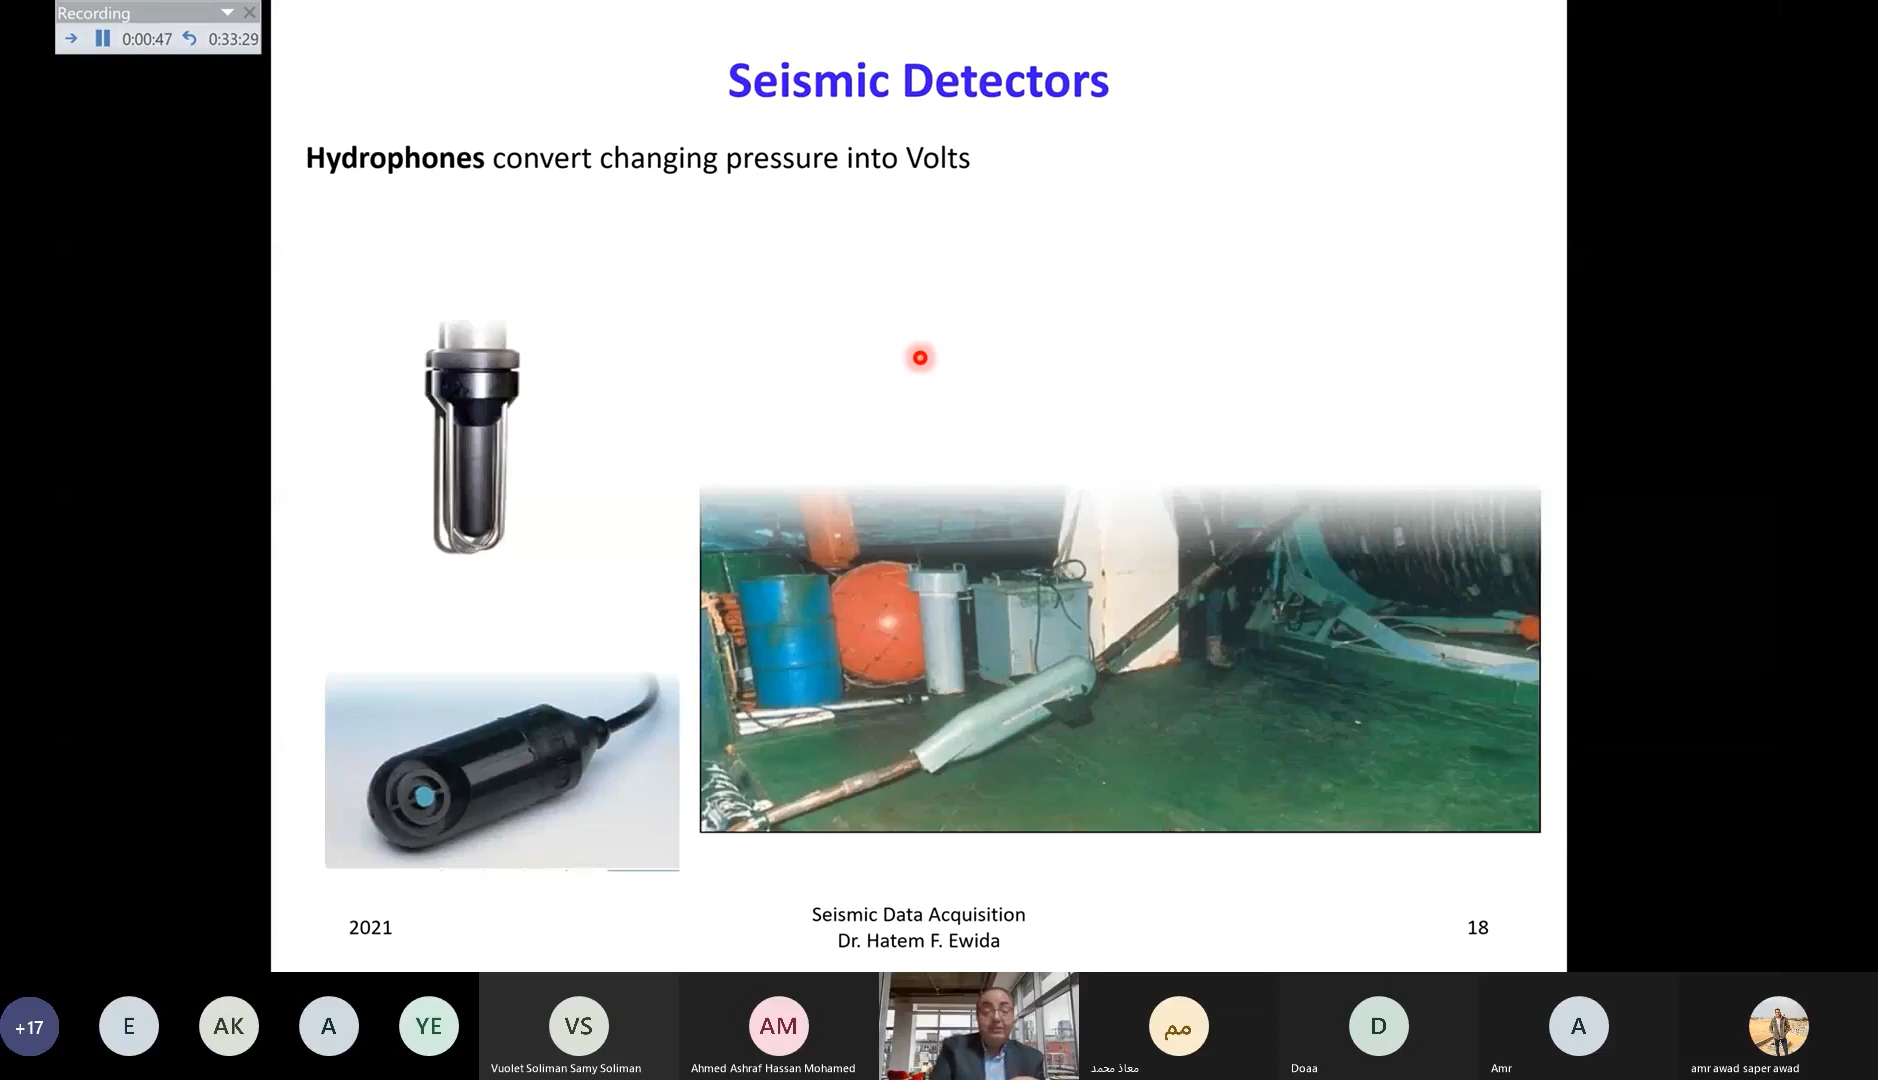 Recording
0:00:47 0:33:29
Seismic Detectors
Hydrophones convert changing pressure into Volts
2021
Seismic Data Acquisition
Dr. Hatem F. Ewida
18
+17
E
AK
A
YE
VS
Vuolet Soliman Samy Soliman
AM
Ahmed Ashraf Hassan Mohamed
مم
معاذ محمد
D
Doaa
A
Amr
amr awad saper awad